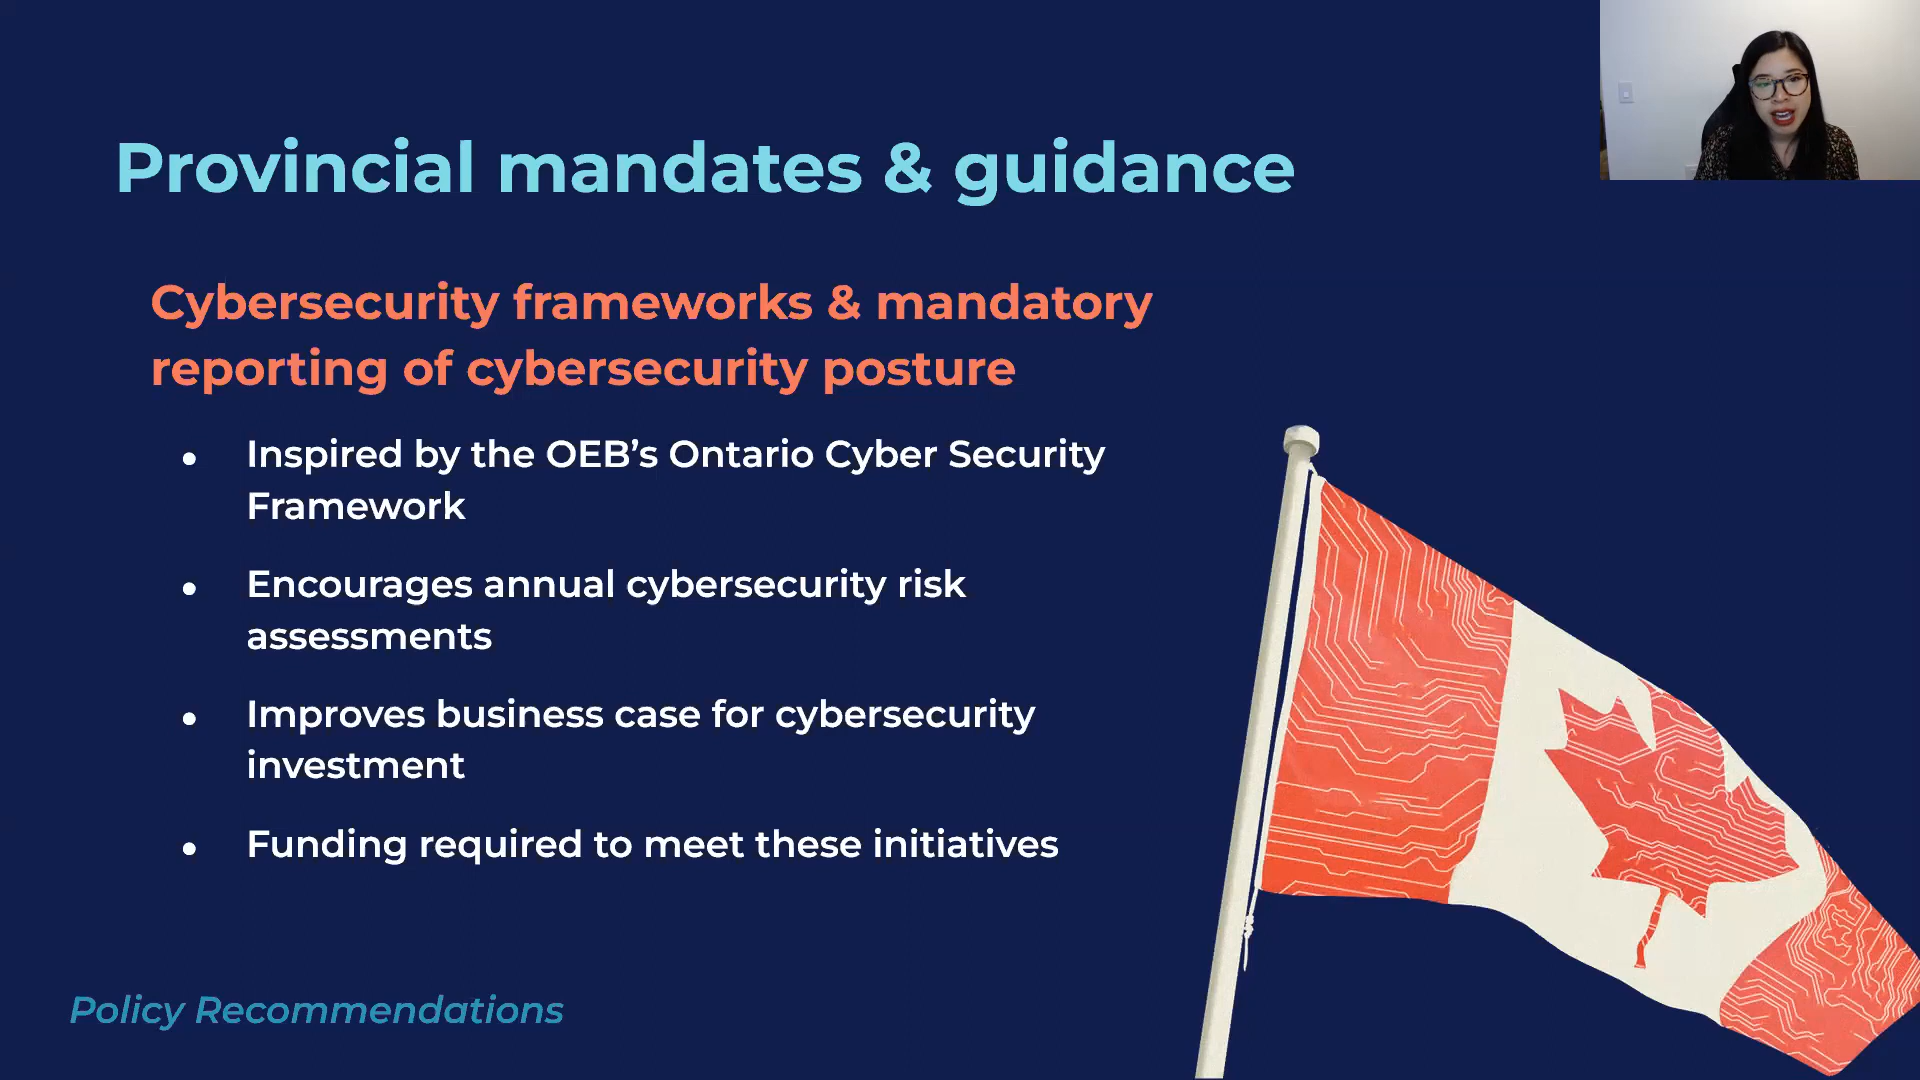 Provincial mandates & guidance
Cybersecurity frameworks & mandatory
reporting of cybersecurity posture
• Inspired by the OEB’s Ontario Cyber Security
Framework
• Encourages annual cybersecurity risk
assessments
• Improves business case for cybersecurity
investment
• Funding required to meet these initiatives
Policy Recommendations